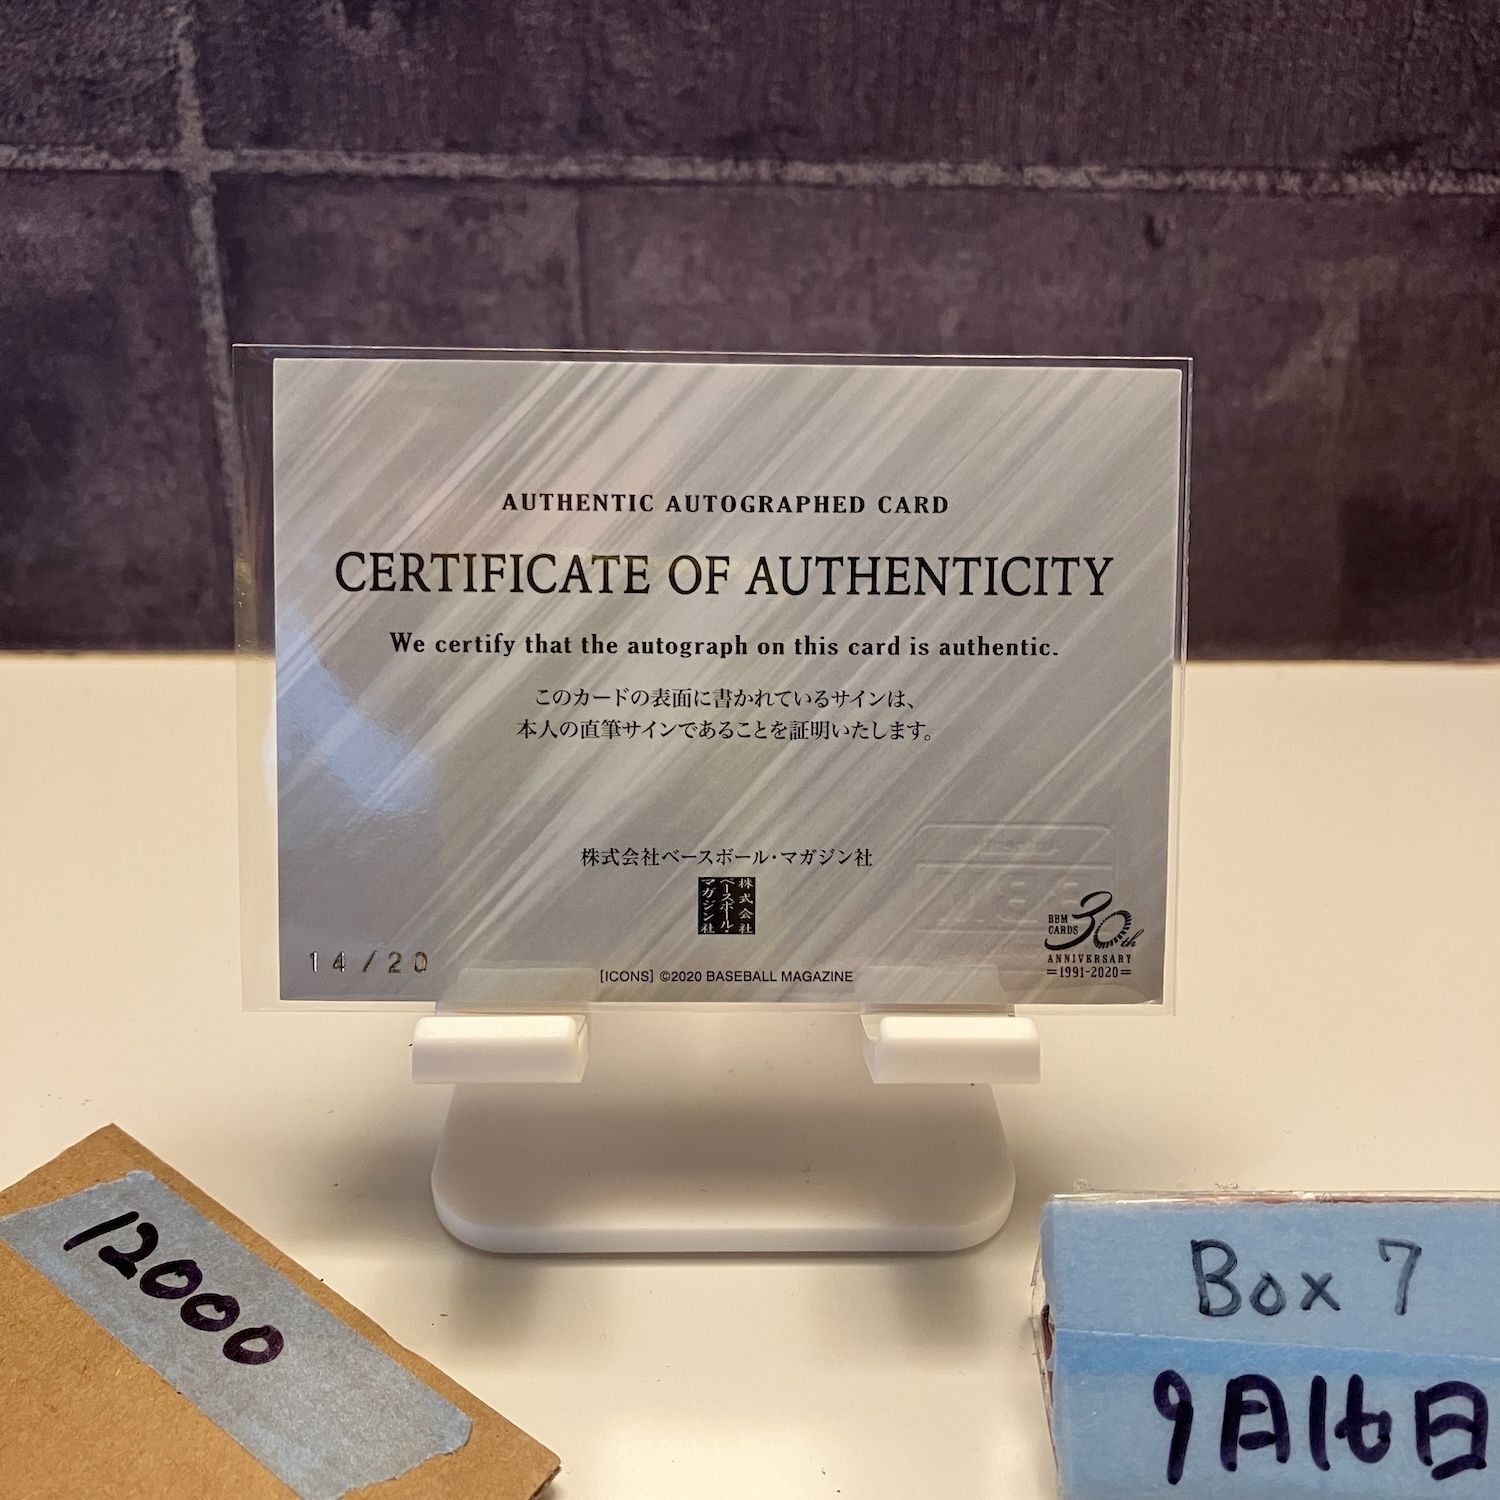 AUTHENTIC AUTOGRAPHED CARD
CERTIFICATE OF AUTHENTICITY
We certify that the autograph on this card is authentic.
このカードの表面に書かれているサインは、
本人の直筆サインであることを証明いたします。
株式会社ベースボール・マガジン社
株式会社
ベースボール・
マガジン社
14/20
[ICONS] ©2020 BASEBALL MAGAZINE
BBM
CARDS
30th
ANNIVERSARY
=1991-2020=
12000
Box 7
9月16日